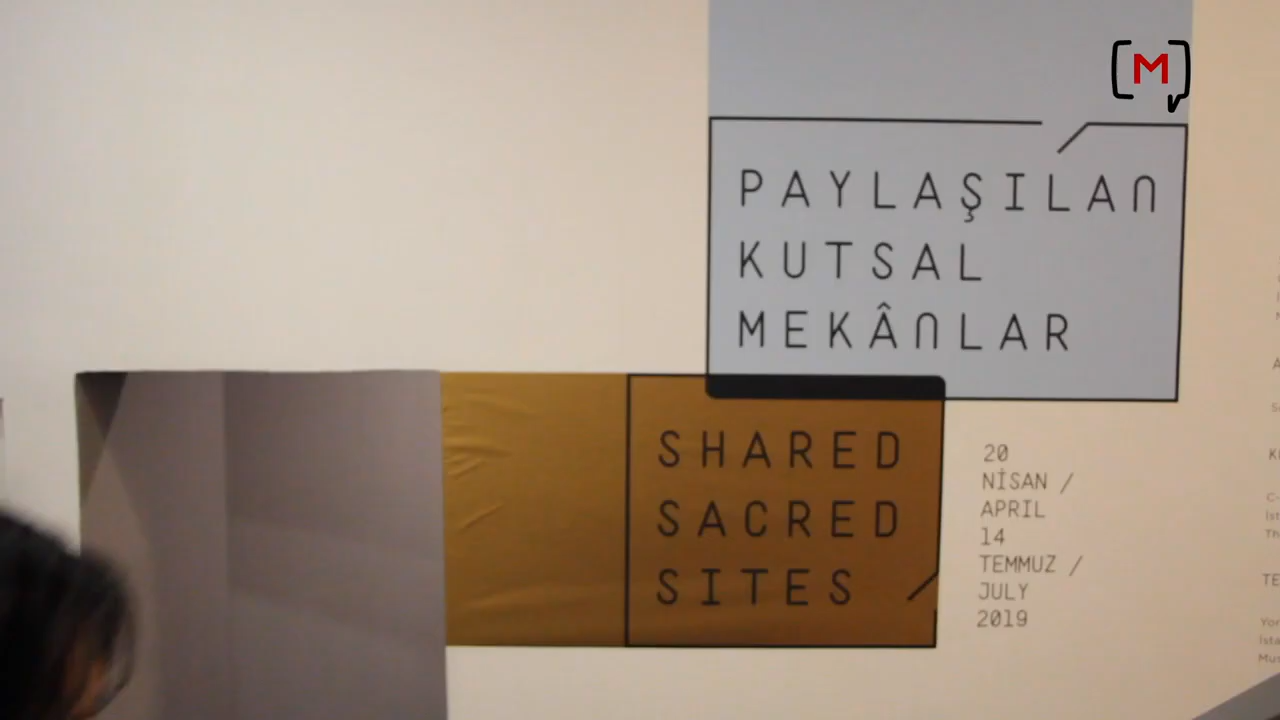 [M]
PAYLAŞILAN
KUTSAL
MEKÂNLAR
SHARED
SACRED
SITES
20
NİSAN /
APRIL
14
TEMMUZ /
JULY
2019